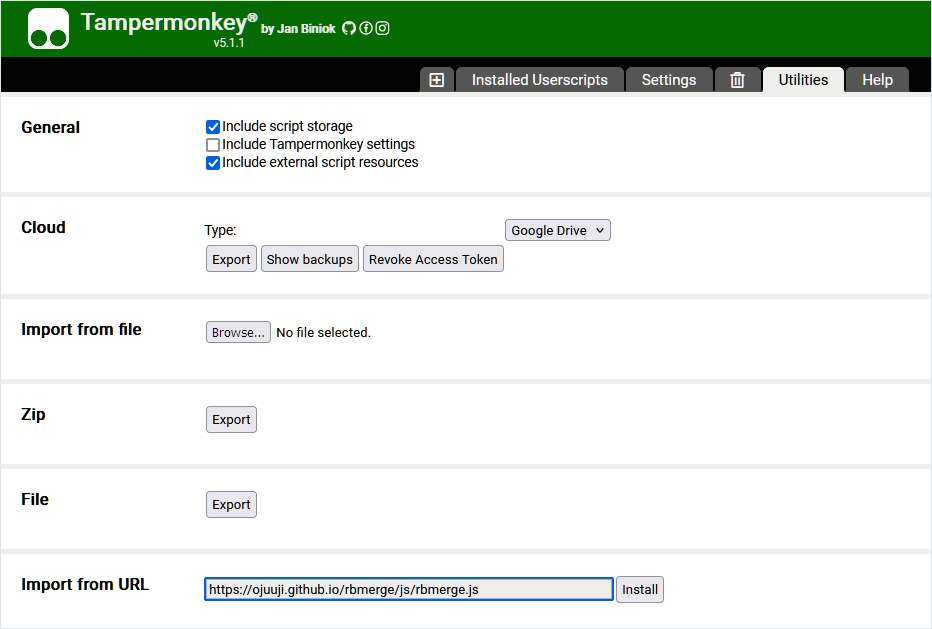 Tampermonkey® by Jan Biniok
v5.1.1
Installed Userscripts Settings Utilities Help
General
Include script storage
Include Tampermonkey settings
Include external script resources
Cloud
Type: Google Drive
Export Show backups Revoke Access Token
Import from file
Browse... No file selected.
Zip
Export
File
Export
Import from URL
https://ojuuji.github.io/rbmerge/js/rbmerge.js Install